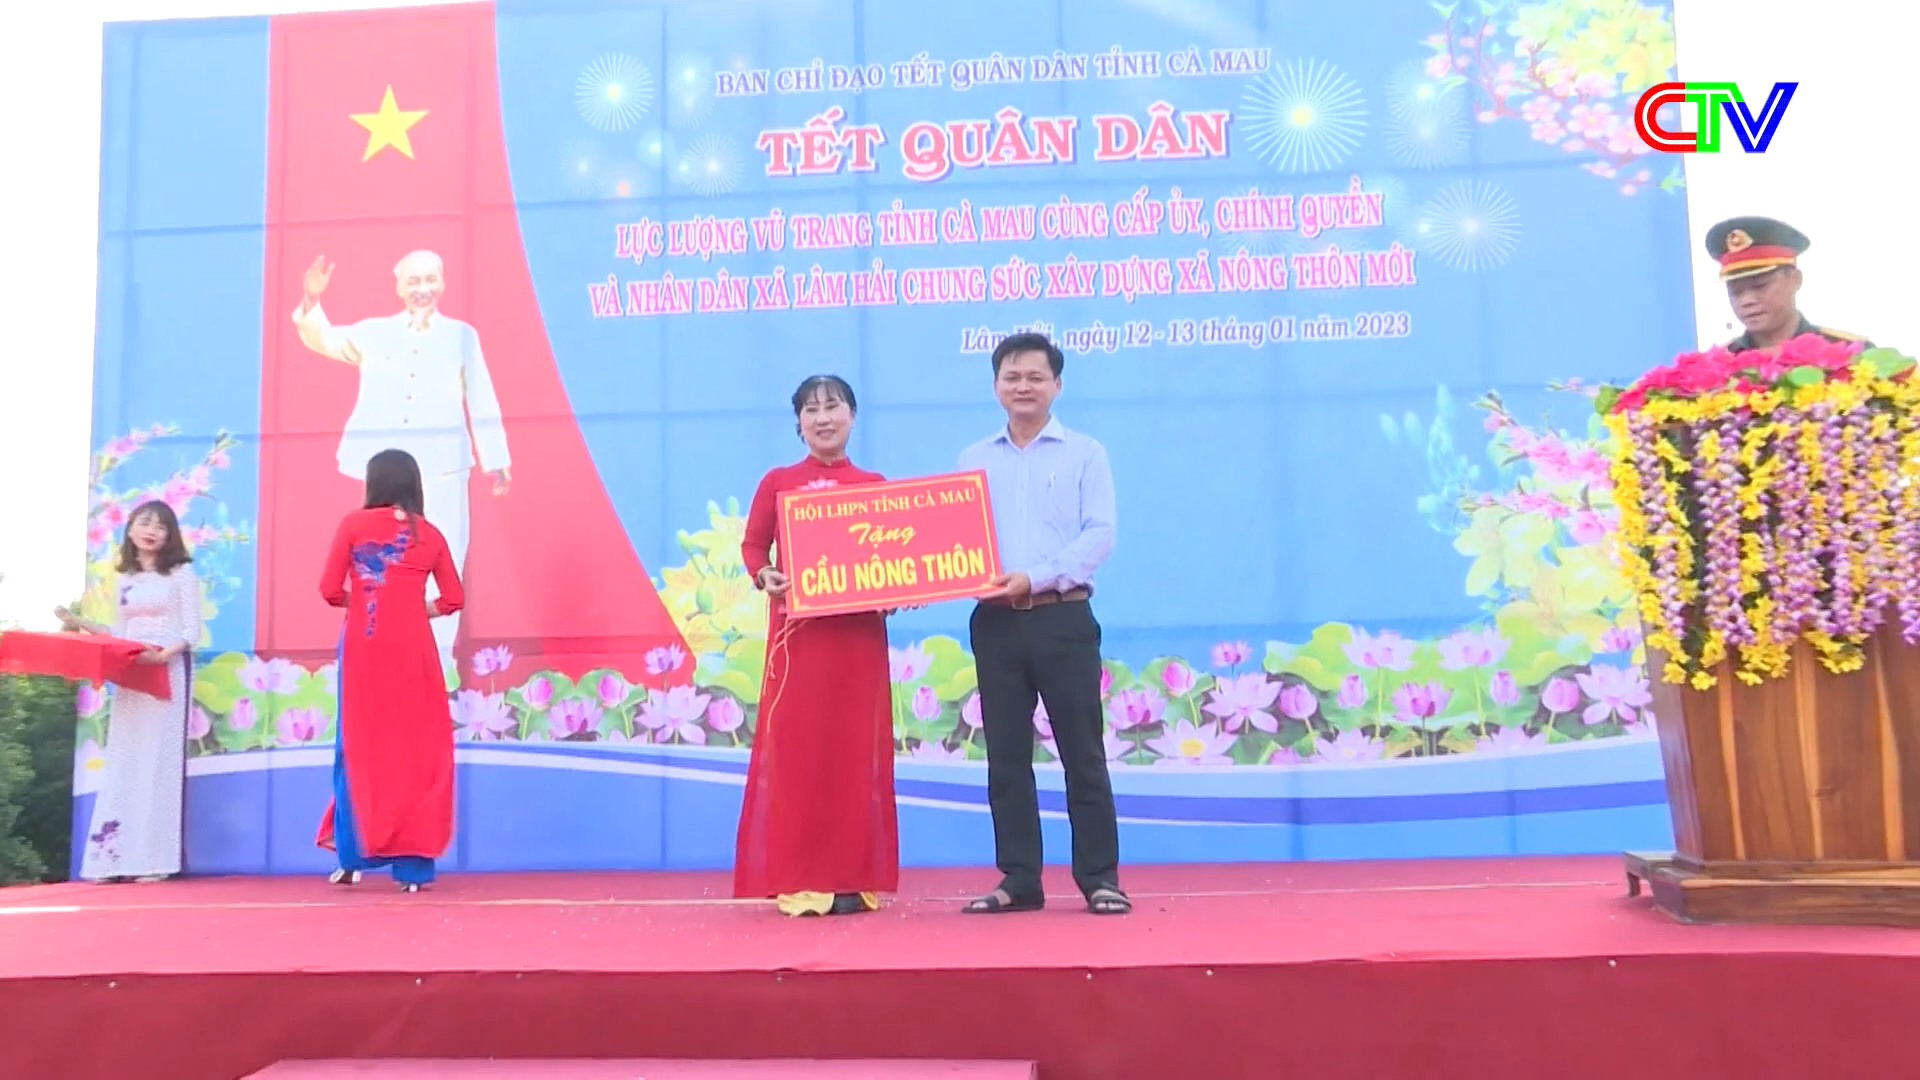 BAN CHỈ ĐẠO TẾT QUÂN DÂN TỈNH CÀ MAU
TẾT QUÂN DÂN
LỰC LƯỢNG VŨ TRANG TỈNH CÀ MAU CÙNG CẤP ỦY, CHÍNH QUYỀN
VÀ NHÂN DÂN XÃ LÂM HẢI CHUNG SỨC XÂY DỰNG XÃ NÔNG THÔN MỚI
Lâm Hải, ngày 12 - 13 tháng 01 năm 2023
CTV
HỘI LHPN TỈNH CÀ MAU
Tặng
CẦU NÔNG THÔN